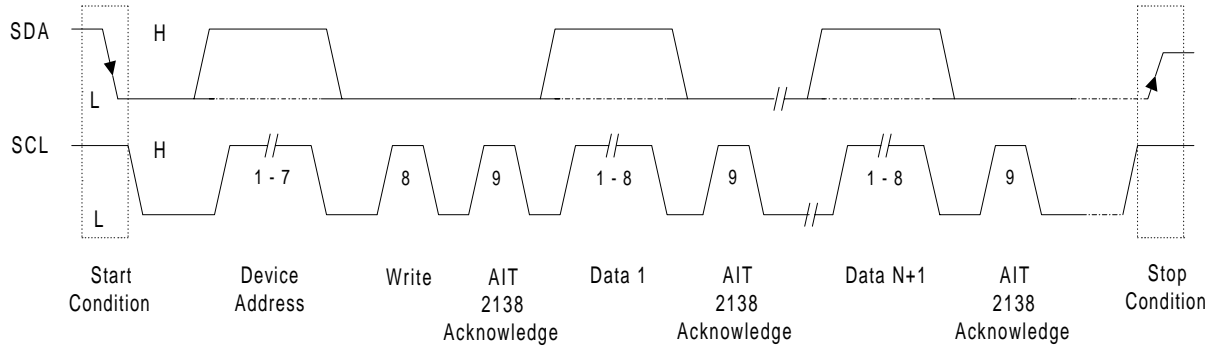 SDA
H
L
SCL
H
1 - 7
8
9
1 - 8
9
1 - 8
9
L
Start
Condition
Device
Address
Write
AIT
2138
Acknowledge
Data 1
AIT
2138
Acknowledge
Data N+1
AIT
2138
Acknowledge
Stop
Condition